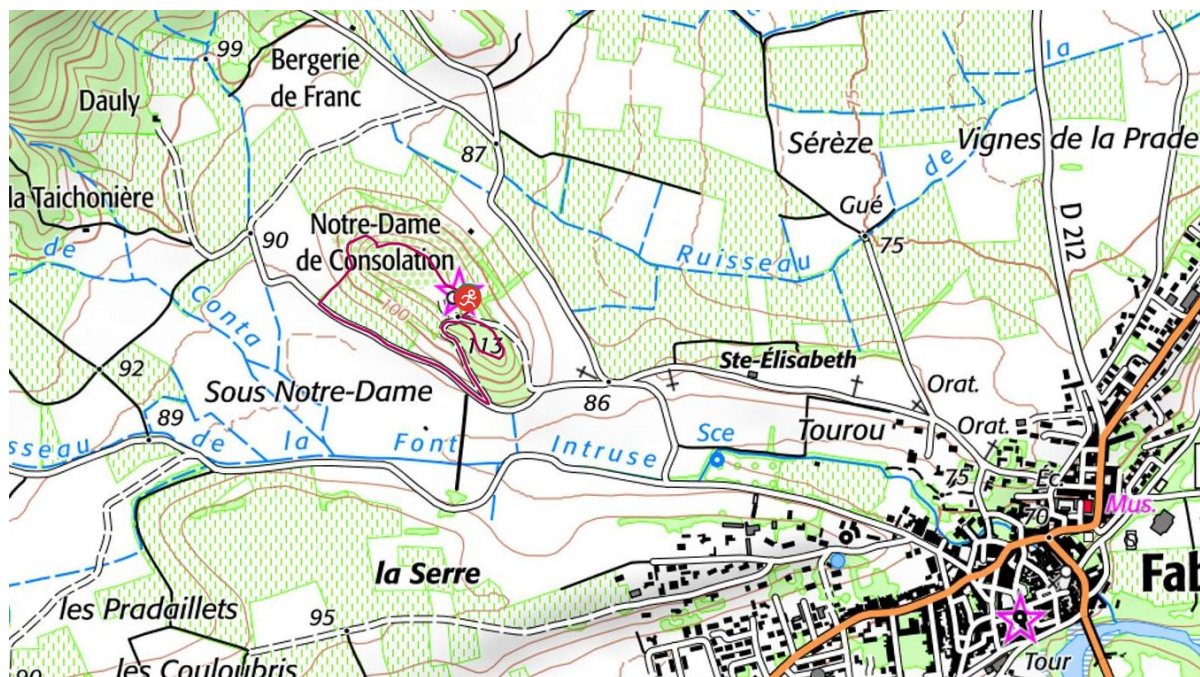 99
Bergerie
de Franc
Dauly
la
75
Sérèze
Vignes de la Prade
87
de
la Taichonière
Gué
90
Notre-Dame
de Consolation
75
D 212
de
Ruisseau
Conta
100
113
92
Sous Notre-Dame
86
Ste-Élisabeth
Orat.
89
Orat.
sseau de la Font Intruse
Sce
Tourou
75
Éc.
Mus.
70
la Serre
Fab
les Pradaillets
95
les Couloubris
90
Tour